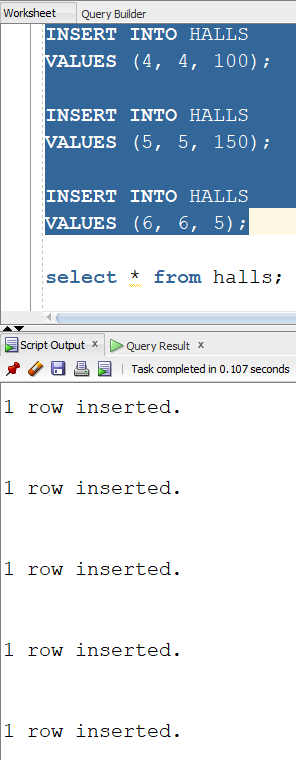 Worksheet Query Builder
INSERT INTO HALLS
VALUES (4, 4, 100);
INSERT INTO HALLS
VALUES (5, 5, 150);
INSERT INTO HALLS
VALUES (6, 6, 5);
select * from halls;
Script Output x Query Result x
Task completed in 0.107 seconds
1 row inserted.
1 row inserted.
1 row inserted.
1 row inserted.
1 row inserted.